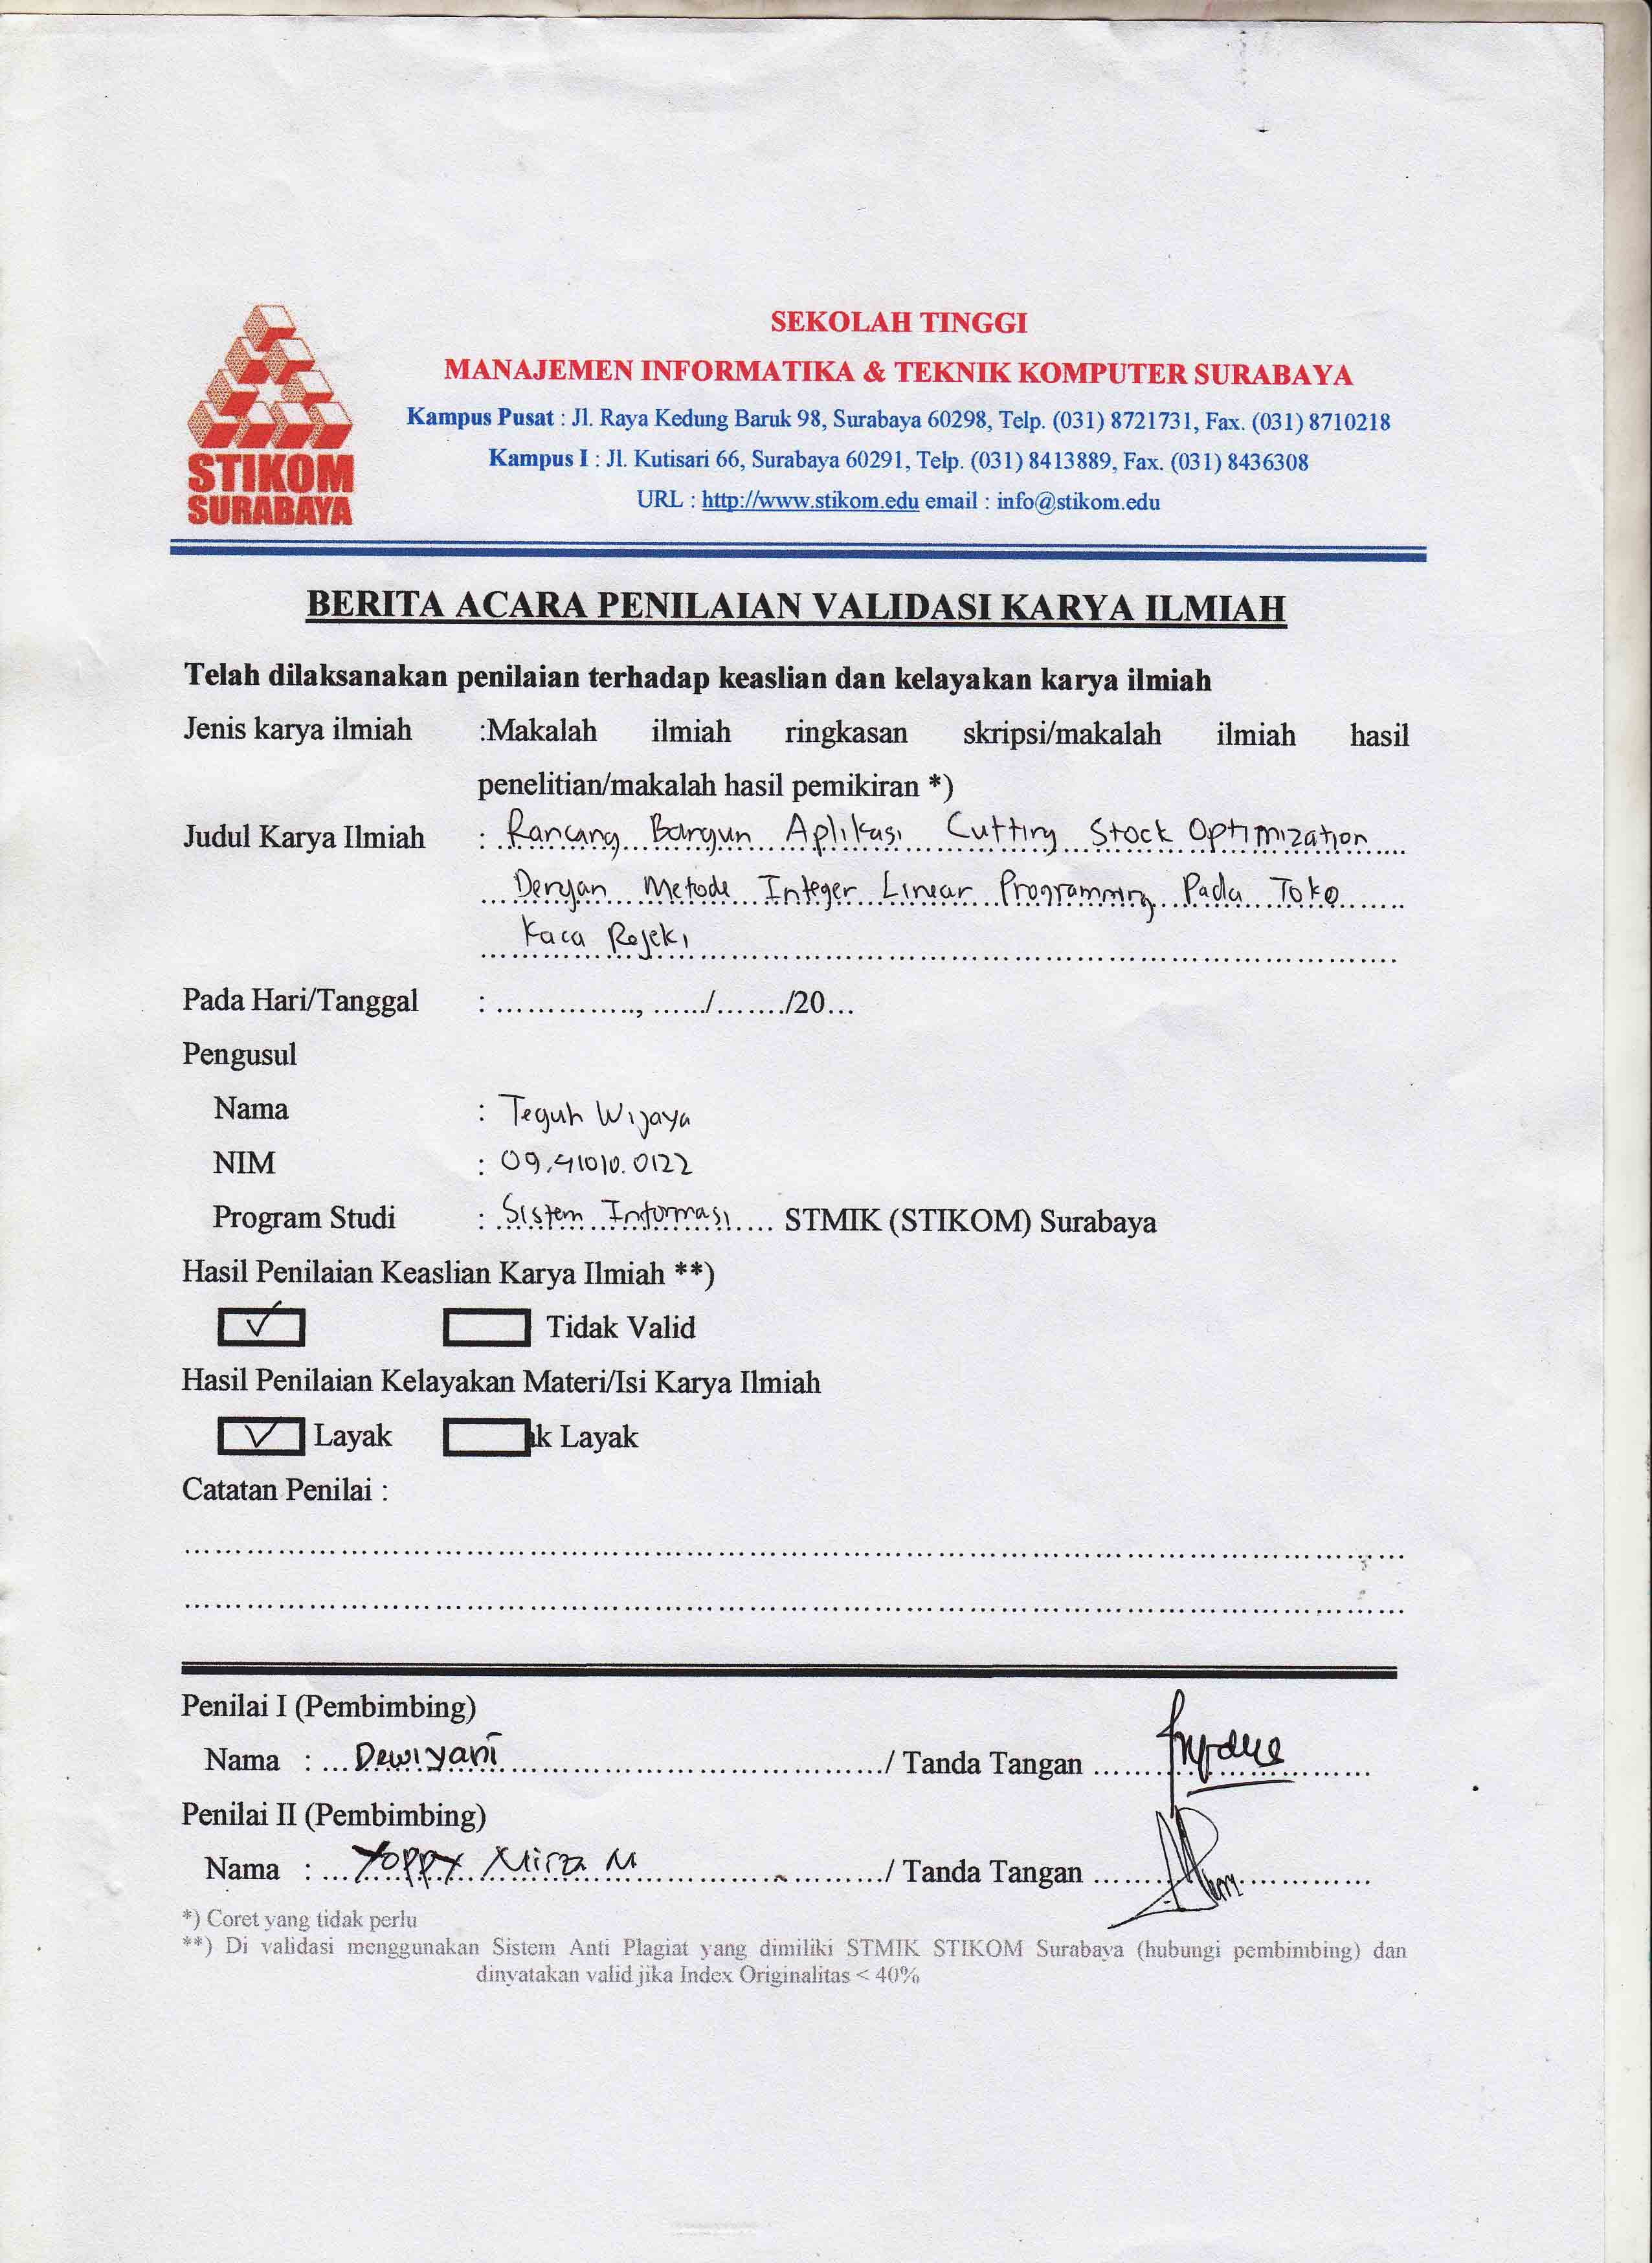 STIKOM
SURABAYA
SEKOLAH TINGGI
MANAJEMEN INFORMATIKA & TEKNIK KOMPUTER SURABAYA
Kampus Pusat : Jl. Raya Kedung Baruk 98, Surabaya 60298, Telp. (031) 8721731, Fax. (031) 8710218
Kampus I : Jl. Kutisari 66, Surabaya 60291, Telp. (031) 8413889, Fax. (031) 8436308
URL : http://www.stikom.edu email : info@stikom.edu
BERITA ACARA PENILAIAN VALIDASI KARYA ILMIAH
Telah dilaksanakan penilaian terhadap keaslian dan kelayakan karya ilmiah
Jenis karya ilmiah :Makalah ilmiah ringkasan skripsi/makalah ilmiah hasil
penelitian/makalah hasil pemikiran *)
Judul Karya Ilmiah : Rancang Bangun Aplikasi Cutting Stock Optimization
Dengan Metode Integer Linear Programming Pada Toko
Kaca Rejeki
Pada Hari/Tanggal : .............., ....../......./20...
Pengusul
Nama : Teguh Wijaya
NIM : 09.41010.0122
Program Studi : Sistem Informasi .... STMIK (STIKOM) Surabaya
Hasil Penilaian Keaslian Karya Ilmiah **)
✓ Tidak Valid
Hasil Penilaian Kelayakan Materi/Isi Karya Ilmiah
✓ Layak k Layak
Catatan Penilai :
Penilai I (Pembimbing)
Nama : ... Dewiyani ... / Tanda Tangan ...
Penilai II (Pembimbing)
Nama : ... Yoppy Mirza M ... / Tanda Tangan ...
*) Coret yang tidak perlu
**) Di validasi menggunakan Sistem Anti Plagiat yang dimiliki STMIK STIKOM Surabaya (hubungi pembimbing) dan
dinyatakan valid jika Index Originalitas < 40%